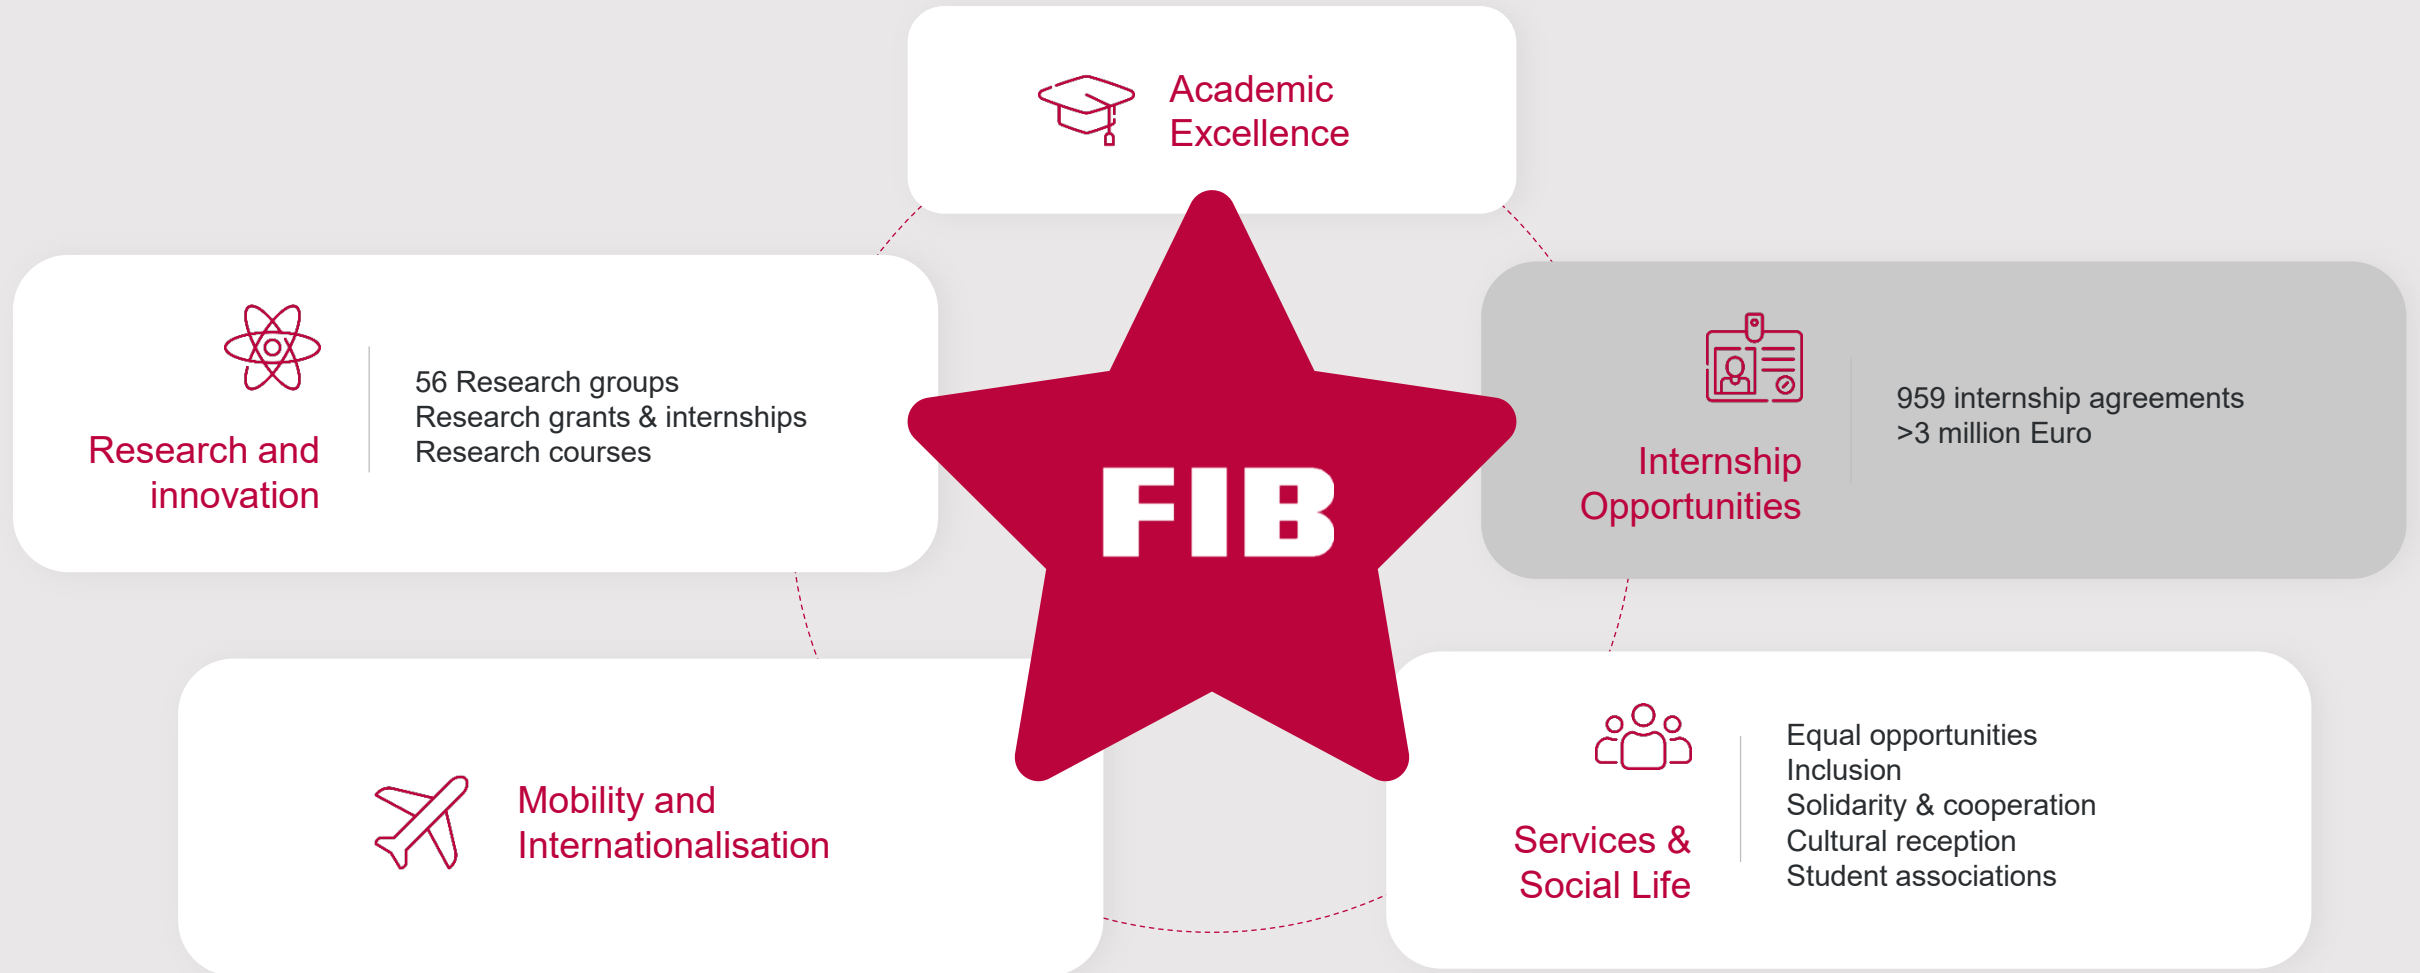 Academic
Excellence
Research and
innovation
56 Research groups
Research grants & internships
Research courses
FIB
Internship
Opportunities
959 internship agreements
>3 million Euro
Mobility and
Internationalisation
Services &
Social Life
Equal opportunities
Inclusion
Solidarity & cooperation
Cultural reception
Student associations